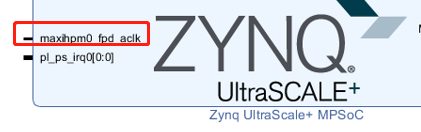 maxihpm0_fpd_aclk
pl_ps_irq0[0:0]
ZYNQ®
UltraSCALE+
Zynq UltraScale+ MPSoC